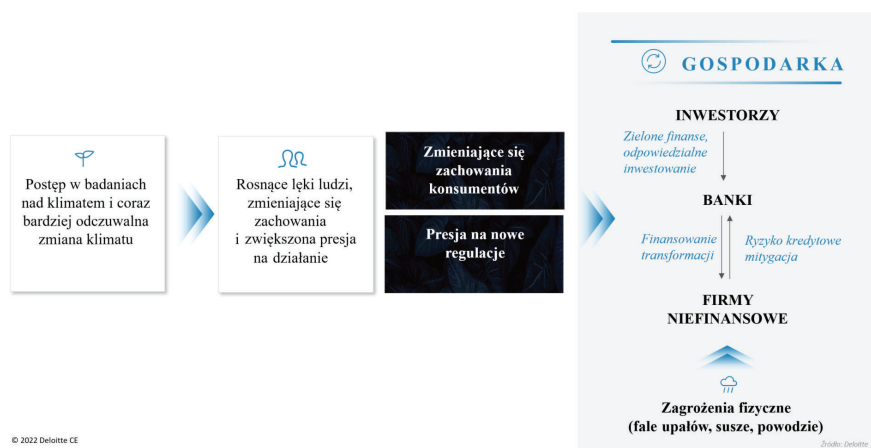 Postęp w badaniach
nad klimatem i coraz
bardziej odczuwalna
zmiana klimatu
Rosnące lęki ludzi,
zmieniające się
zachowania
i zwiększona presja
na działanie
Zmieniające się
zachowania
konsumentów
Presja na nowe
regulacje
GOSPODARKA
INWESTORZY
Zielone finanse,
odpowiedzialne
inwestowanie
BANKI
Finansowanie
transformacji
Ryzyko kredytowe
mitygacja
FIRMY
NIEFINANSOWE
Zagrożenia fizyczne
(fale upałów, susze, powodzie)
© 2022 Deloitte CE
Źródło: Deloitte